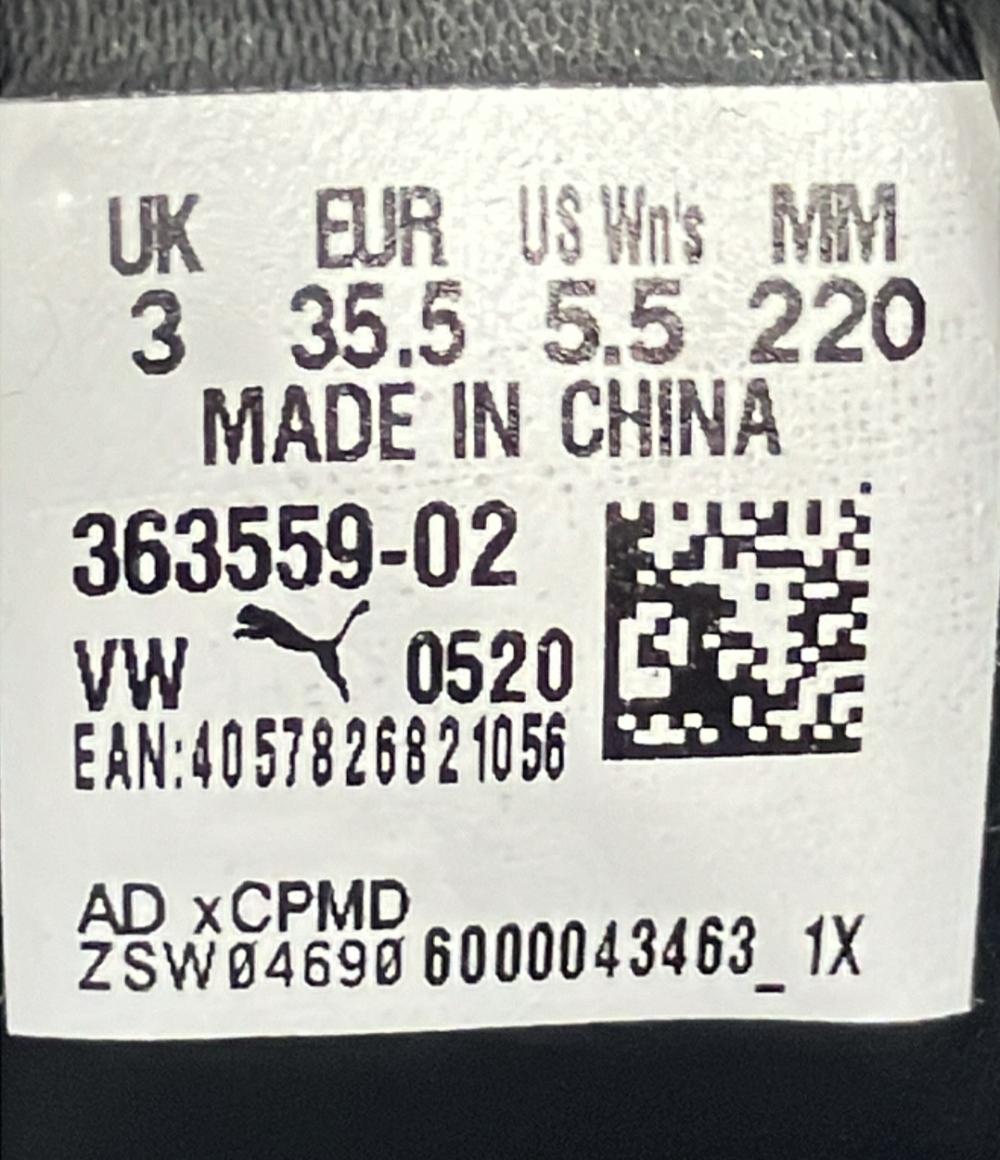 UK EUR US Wn's MM
3 35.5 5.5 220
MADE IN CHINA
363559-02
VW 0520
EAN:4057826821056
AD xCPMD
ZSW04690 6000043463_1X